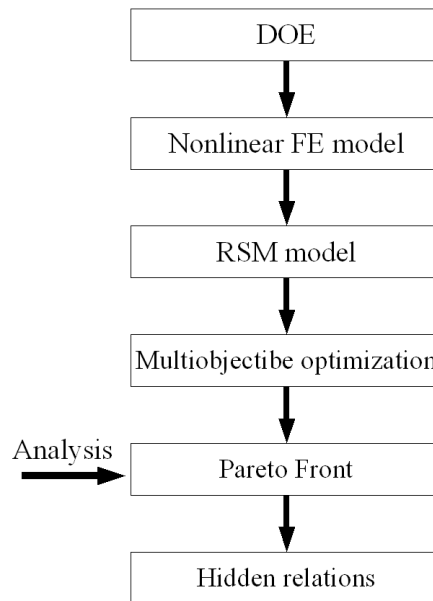 DOE
Nonlinear FE model
RSM model
Multiobjectibe optimization
Analysis
Pareto Front
Hidden relations